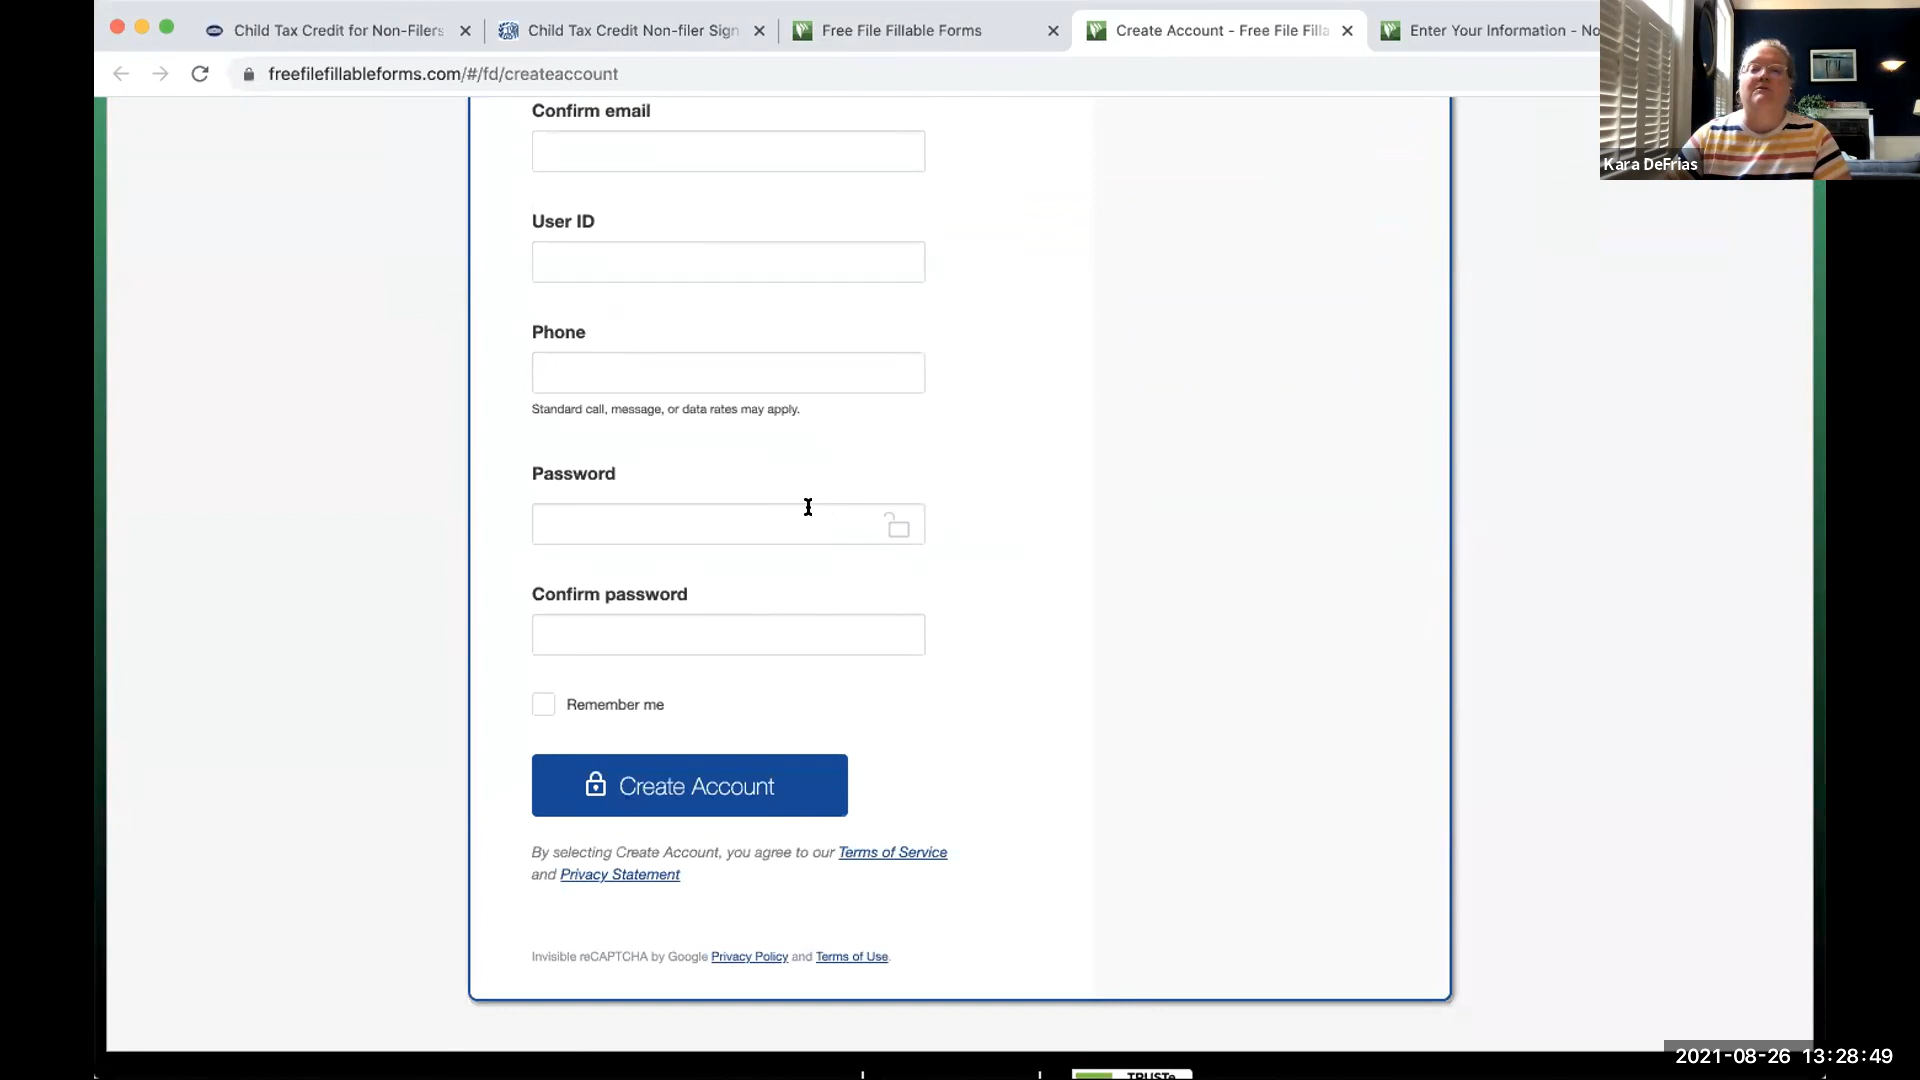 Child Tax Credit for Non-Filers
Child Tax Credit Non-filer Sign
Free File Fillable Forms
Create Account - Free File Filla
Enter Your Information - No
freefilefillableforms.com/#/fd/createaccount
Kara DeFrias
Confirm email
User ID
Phone
Standard call, message, or data rates may apply.
Password
Confirm password
Remember me
Create Account
By selecting Create Account, you agree to our Terms of Service
and Privacy Statement
Invisible reCAPTCHA by Google Privacy Policy and Terms of Use.
2021-08-26 13:28:49
TRUSTe